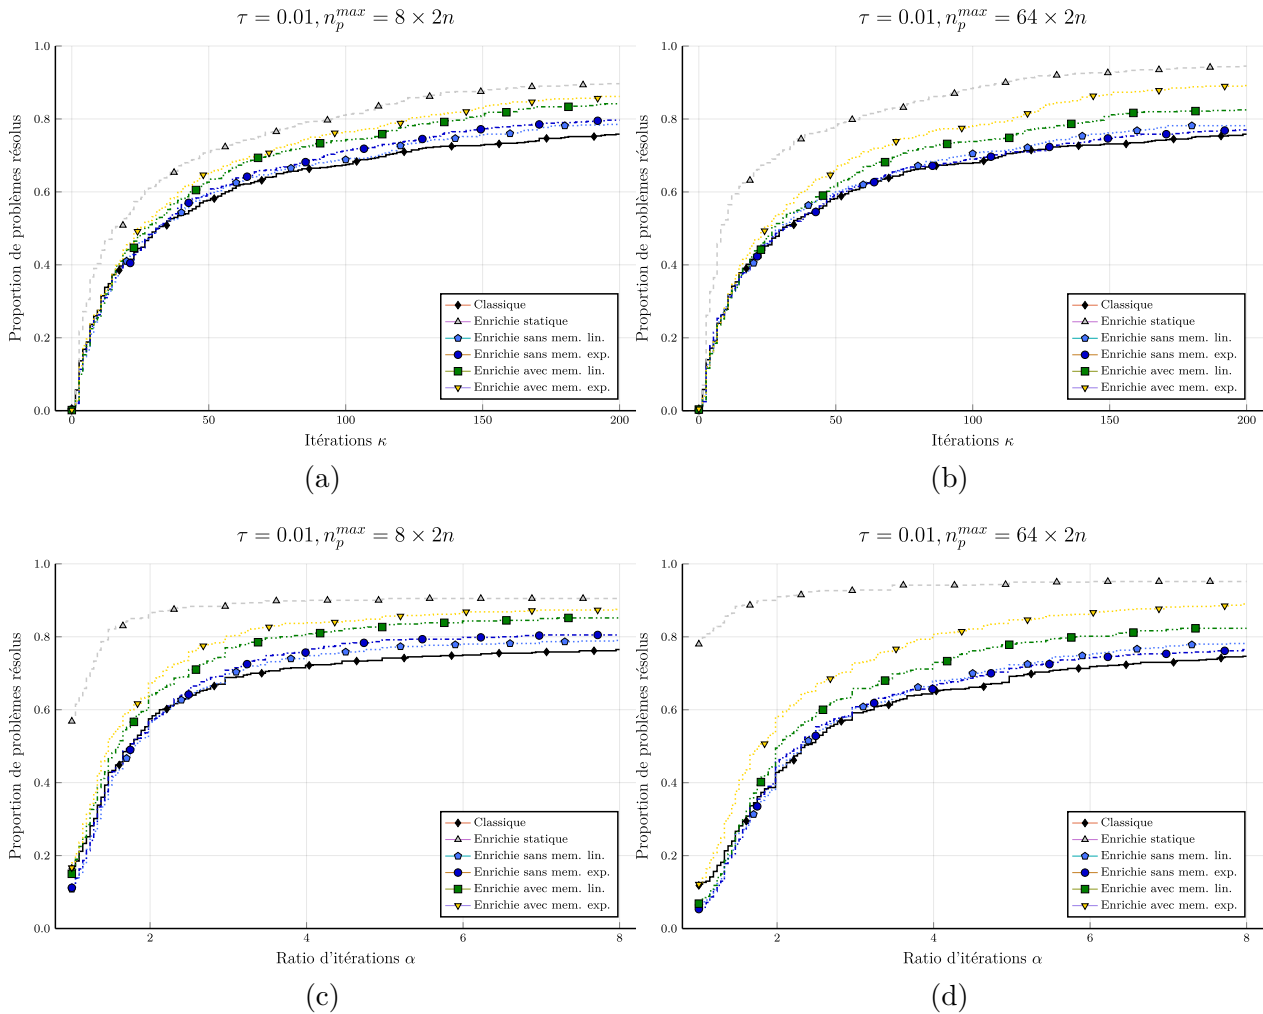 τ = 0.01, n_p^{max} = 8 × 2n
Proportion de problèmes résolus
1.0
0.8
0.6
0.4
0.2
0.0
0
50
100
150
200
Itérations κ
Classique
Enrichie statique
Enrichie sans mem. lin.
Enrichie sans mem. exp.
Enrichie avec mem. lin.
Enrichie avec mem. exp.
(a)
τ = 0.01, n_p^{max} = 64 × 2n
Proportion de problèmes résolus
1.0
0.8
0.6
0.4
0.2
0.0
0
50
100
150
200
Itérations κ
Classique
Enrichie statique
Enrichie sans mem. lin.
Enrichie sans mem. exp.
Enrichie avec mem. lin.
Enrichie avec mem. exp.
(b)
τ = 0.01, n_p^{max} = 8 × 2n
Proportion de problèmes résolus
1.0
0.8
0.6
0.4
0.2
0.0
2
4
6
8
Ratio d'itérations α
Classique
Enrichie statique
Enrichie sans mem. lin.
Enrichie sans mem. exp.
Enrichie avec mem. lin.
Enrichie avec mem. exp.
(c)
τ = 0.01, n_p^{max} = 64 × 2n
Proportion de problèmes résolus
1.0
0.8
0.6
0.4
0.2
0.0
2
4
6
8
Ratio d'itérations α
Classique
Enrichie statique
Enrichie sans mem. lin.
Enrichie sans mem. exp.
Enrichie avec mem. lin.
Enrichie avec mem. exp.
(d)